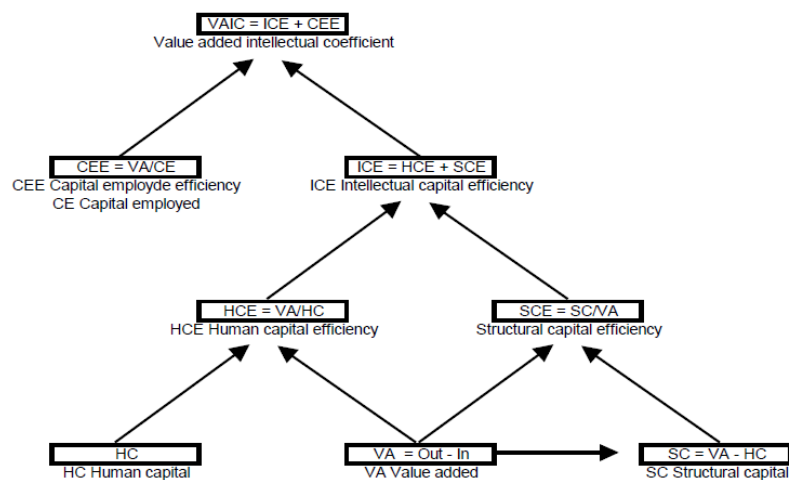 VAIC = ICE + CEE
Value added intellectual coefficient
CEE = VA/CE
CEE Capital employde efficiency
CE Capital employed
ICE = HCE + SCE
ICE Intellectual capital efficiency
HCE = VA/HC
HCE Human capital efficiency
SCE = SC/VA
Structural capital efficiency
HC
HC Human capital
VA = Out - In
VA Value added
SC = VA - HC
SC Structural capital